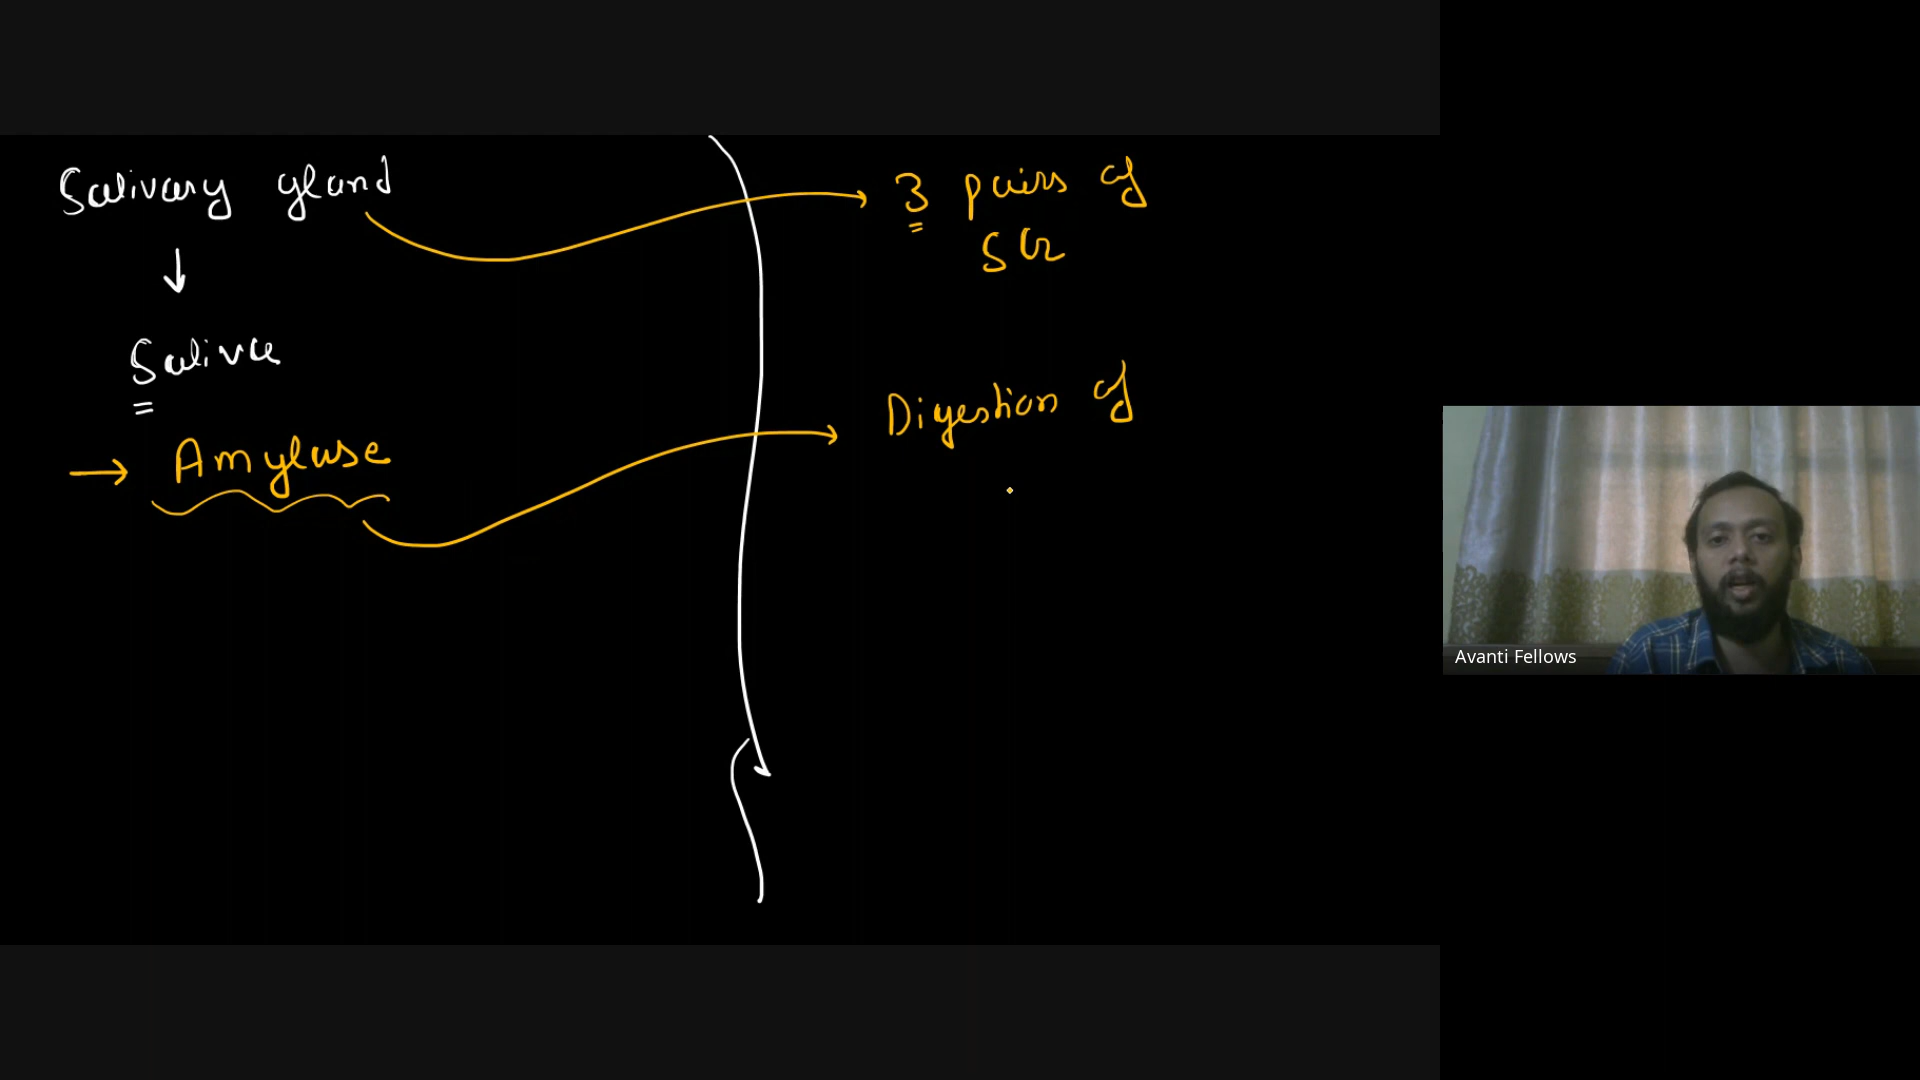 Salivary gland
Saliva
→ Amylase
3 pairs of
SG
Digestion of
Avanti Fellows